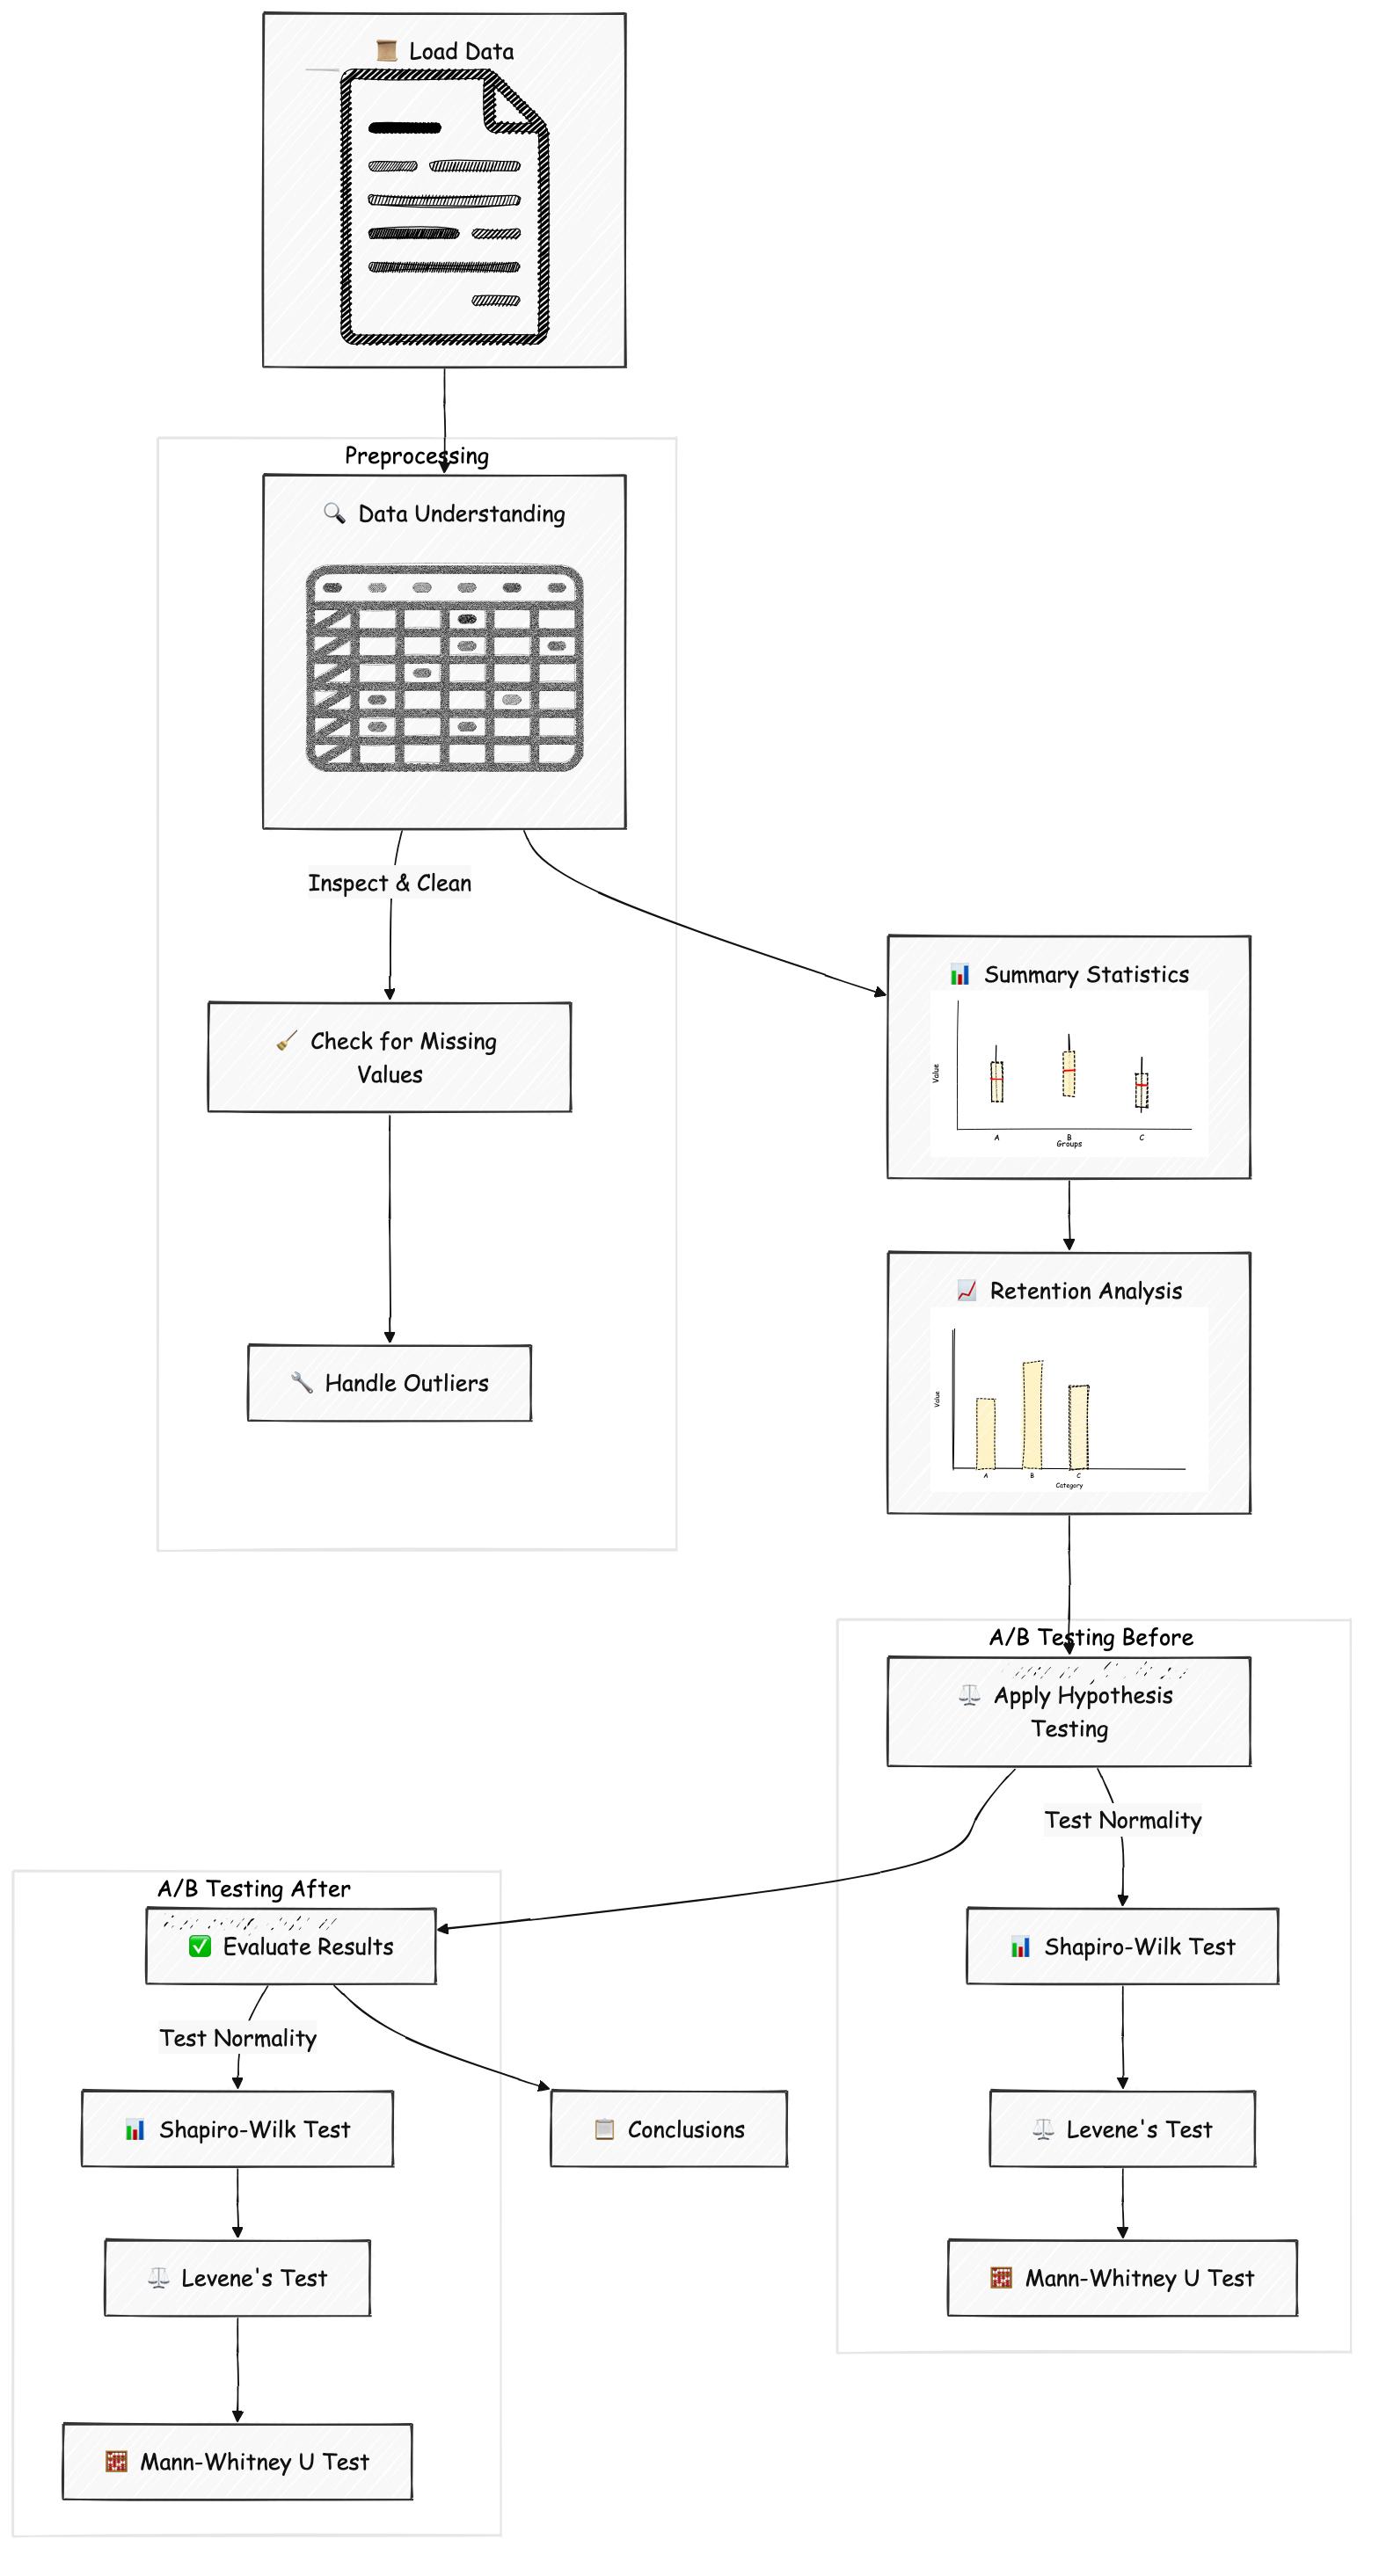 Load Data
Preprocessing
Data Understanding
Inspect & Clean
Check for Missing
Values
Handle Outliers
Summary Statistics
Value
A
B
C
Groups
Retention Analysis
Value
A
B
C
Category
A/B Testing Before
Apply Hypothesis
Testing
Test Normality
Shapiro-Wilk Test
Levene's Test
Mann-Whitney U Test
A/B Testing After
Evaluate Results
Test Normality
Shapiro-Wilk Test
Conclusions
Levene's Test
Mann-Whitney U Test